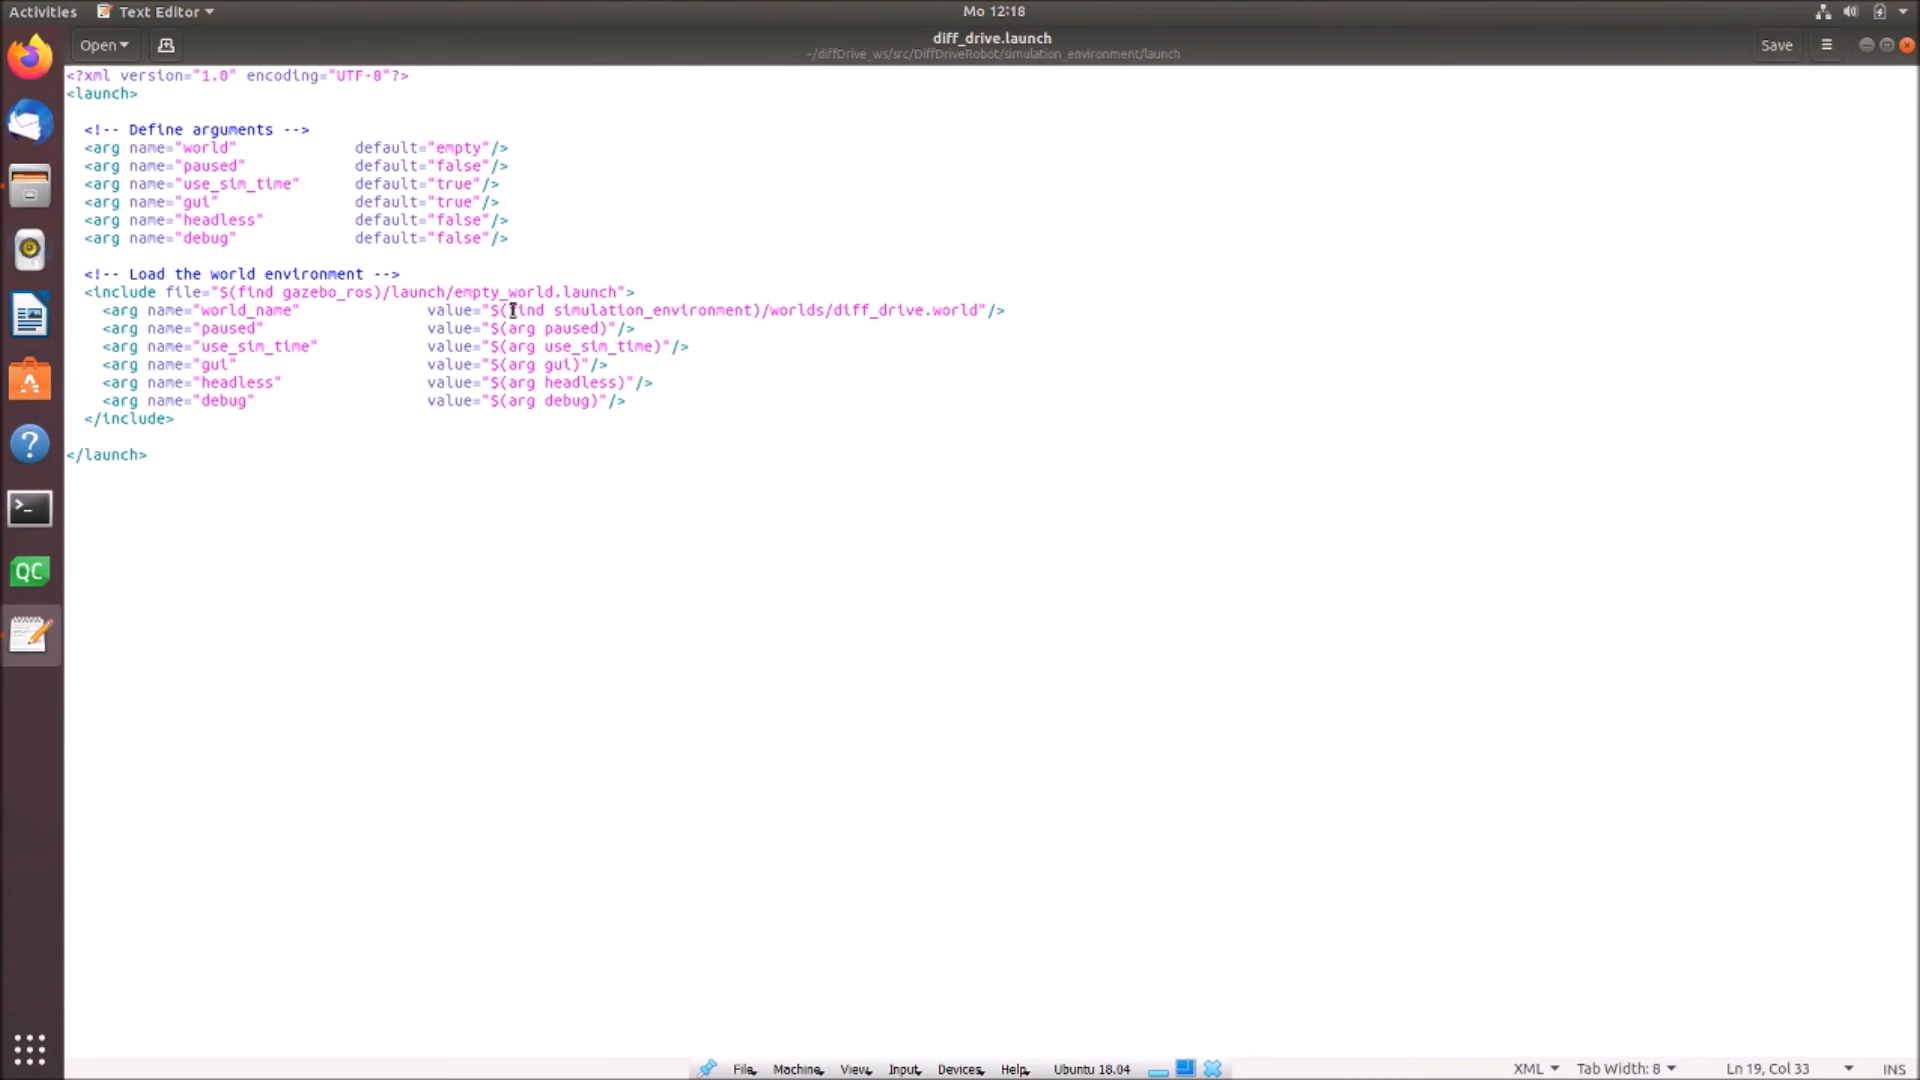 Activities Text Editor Mo 12:18
Open diff_drive.launch Save
~/diffDrive_ws/src/DiffDriveRobot/simulation_environment/launch
<?xml version="1.0" encoding="UTF-8"?>
<launch>
<!-- Define arguments -->
<arg name="world" default="empty"/>
<arg name="paused" default="false"/>
<arg name="use_sim_time" default="true"/>
<arg name="gui" default="true"/>
<arg name="headless" default="false"/>
<arg name="debug" default="false"/>
<!-- Load the world environment -->
<include file="$(find gazebo_ros)/launch/empty_world.launch">
<arg name="world_name" value="$(find simulation_environment)/worlds/diff_drive.world"/>
<arg name="paused" value="$(arg paused)"/>
<arg name="use_sim_time" value="$(arg use_sim_time)"/>
<arg name="gui" value="$(arg gui)"/>
<arg name="headless" value="$(arg headless)"/>
<arg name="debug" value="$(arg debug)"/>
</include>
</launch>
QC
File Machine View Input Devices Help Ubuntu 18.04 XML Tab Width: 8 Ln 19, Col 33 INS